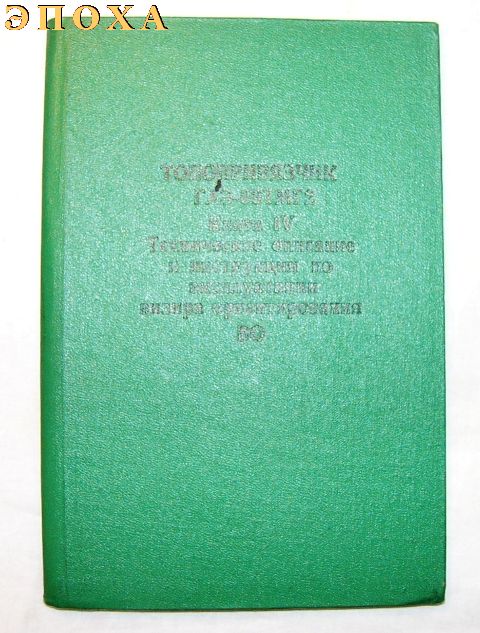 ЭПОХА
ТОПОПРИВЯЗЧИК
Книга IV
Техническое описание
и инструкция по
эксплуатации
визира ориентирования
ВО